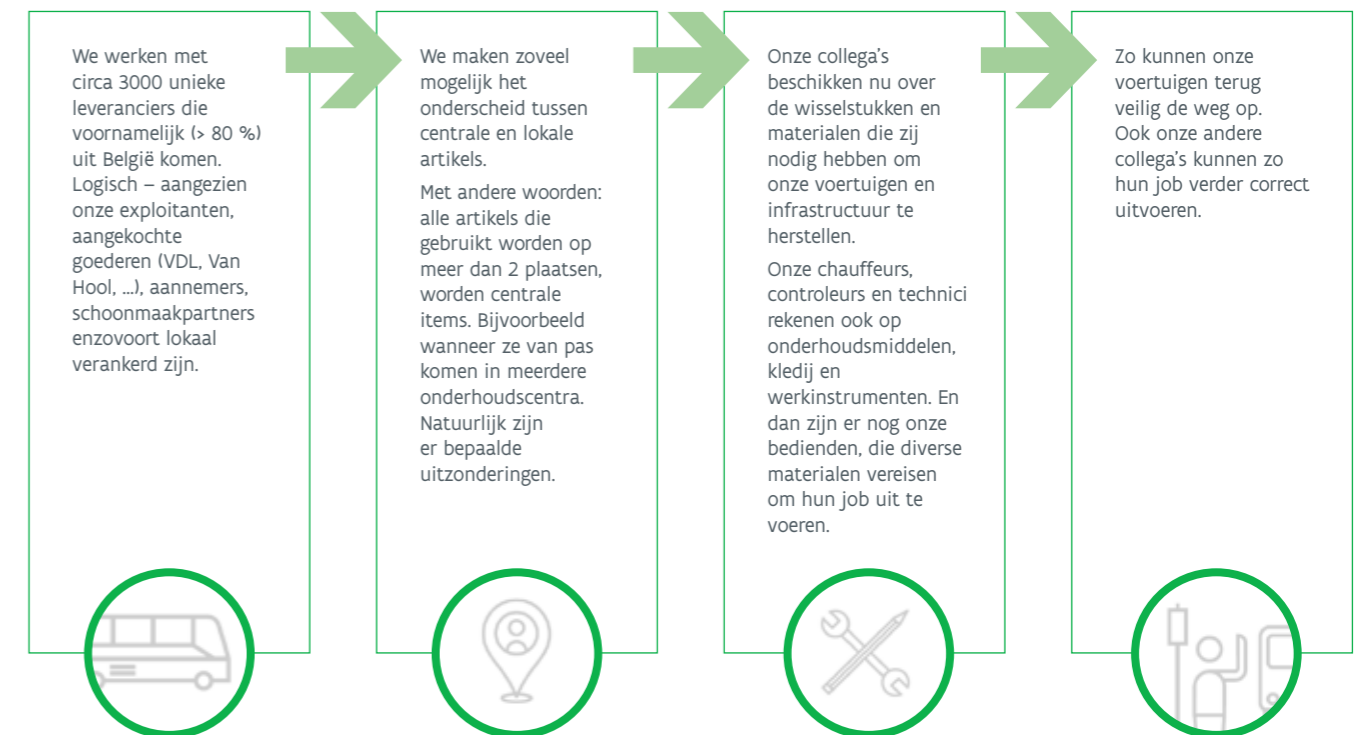 We werken met
circa 3000 unieke
leveranciers die
voornamelijk (> 80 %)
uit België komen.
Logisch – aangezien
onze exploitanten,
aangekochte
goederen (VDL, Van
Hool, ...), aannemers,
schoonmaakpartners
enzovoort lokaal
verankerd zijn.
We maken zoveel
mogelijk het
onderscheid tussen
centrale en lokale
artikels.
Met andere woorden:
alle artikels die
gebruikt worden op
meer dan 2 plaatsen,
worden centrale
items. Bijvoorbeeld
wanneer ze van pas
komen in meerdere
onderhoudscentra.
Natuurlijk zijn
er bepaalde
uitzonderingen.
Onze collega's
beschikken nu over
de wisselstukken en
materialen die zij
nodig hebben om
onze voertuigen en
infrastructuur te
herstellen.
Onze chauffeurs,
controleurs en technici
rekenen ook op
onderhoudsmiddelen,
kledij en
werkinstrumenten. En
dan zijn er nog onze
bedienden, die diverse
materialen vereisen
om hun job uit te
voeren.
Zo kunnen onze
voertuigen terug
veilig de weg op.
Ook onze andere
collega's kunnen zo
hun job verder correct
uitvoeren.